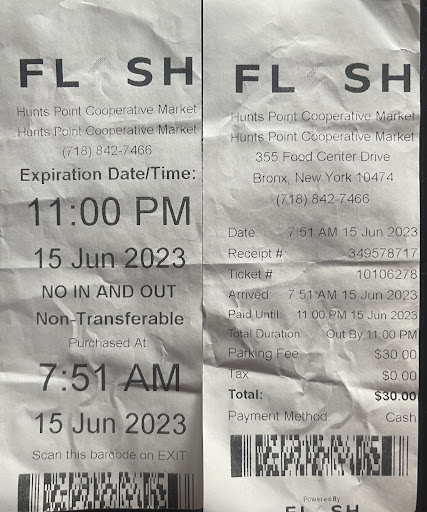 FLASH
Hunts Point Cooperative Market
Hunts Point Cooperative Market
(718) 842-7466
Expiration Date/Time:
11:00 PM
15 Jun 2023
NO IN AND OUT
Non-Transferable
Purchased At:
7:51 AM
15 Jun 2023
Scan this barcode on EXIT
FLASH
Hunts Point Cooperative Market
Hunts Point Cooperative Market
355 Food Center Drive
Bronx, New York 10474
(718) 842-7466
Date: 7:51 AM 15 Jun 2023
Receipt #: 349578717
Ticket # 10106278
Arrived: 7:51 AM 15 Jun 2023
Paid Until: 11:00 PM 15 Jun 2023
Total Duration: Out By 11:00 PM
Parking Fee: $30.00
Tax: $0.00
Total: $30.00
Payment Method: Cash
Powered By
FLASH